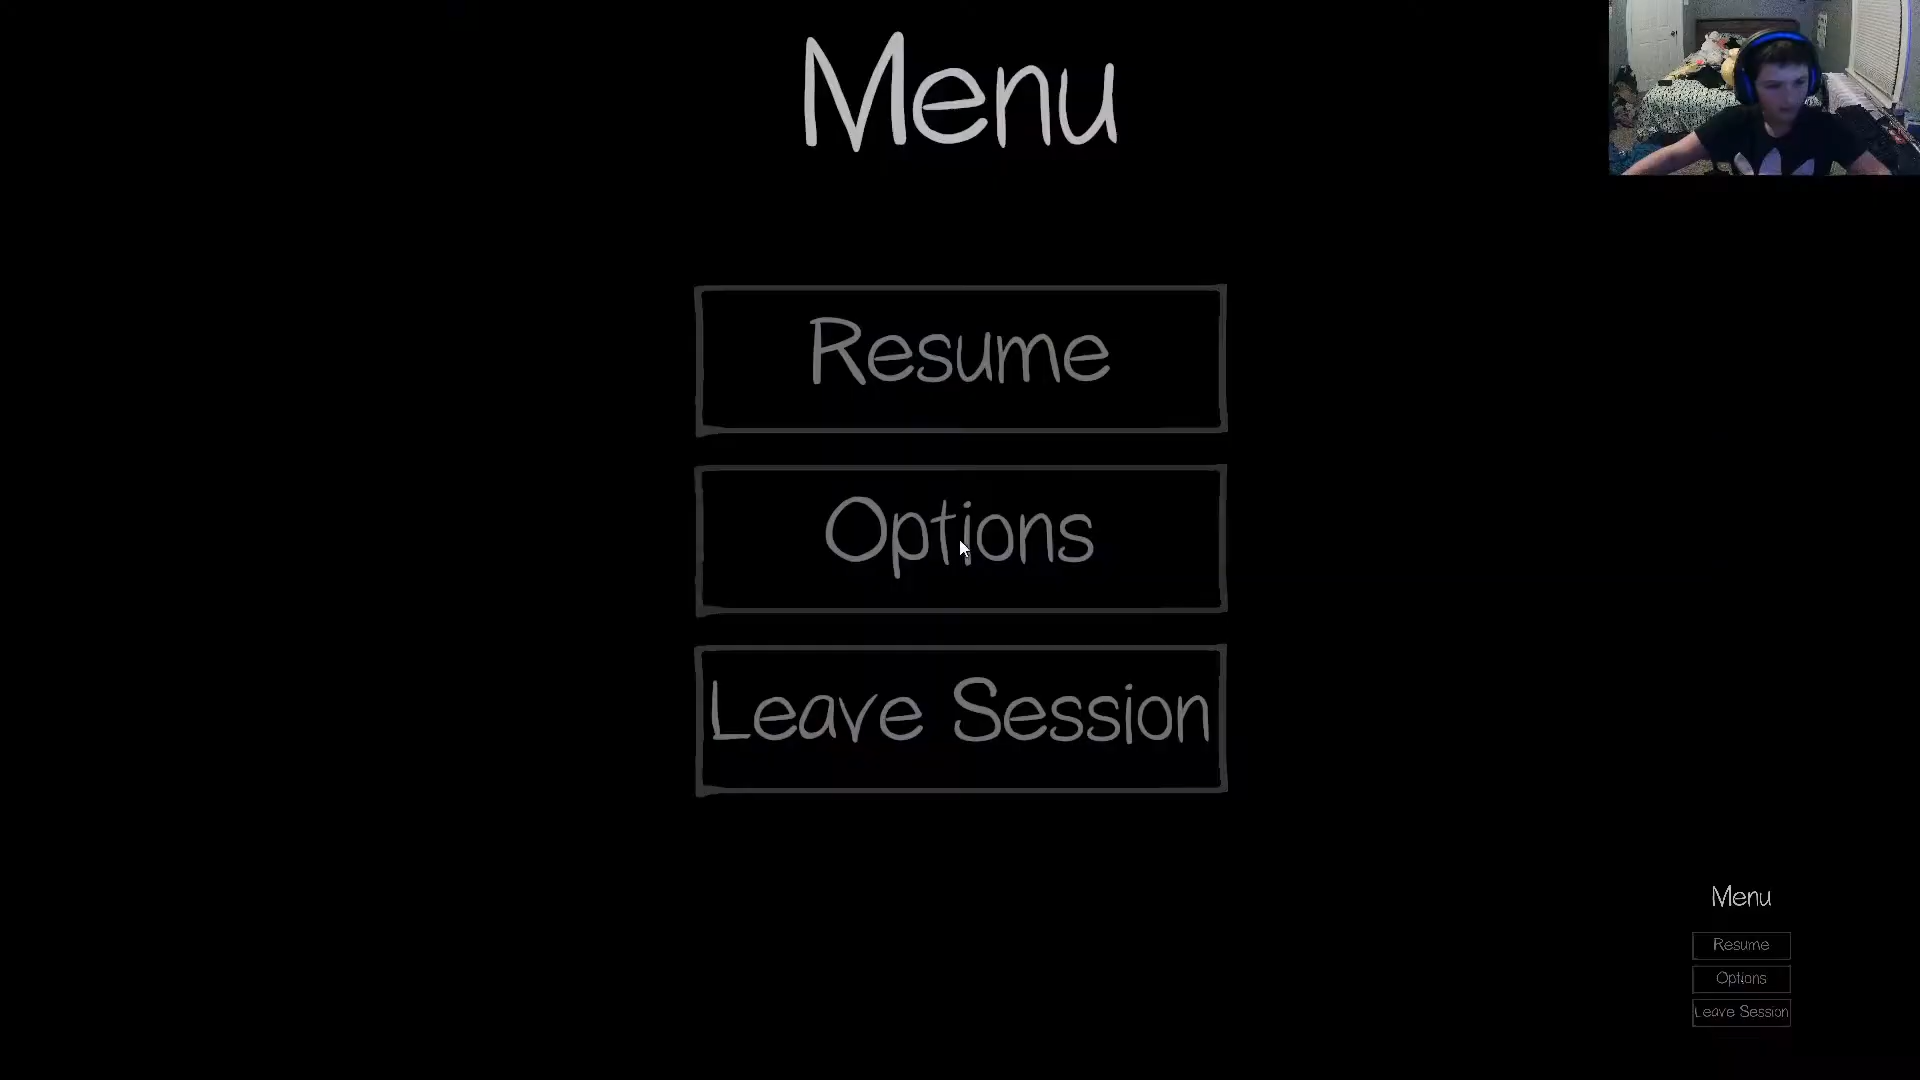 Menu
Resume
Options
Leave Session
Menu
Resume
Options
Leave Session